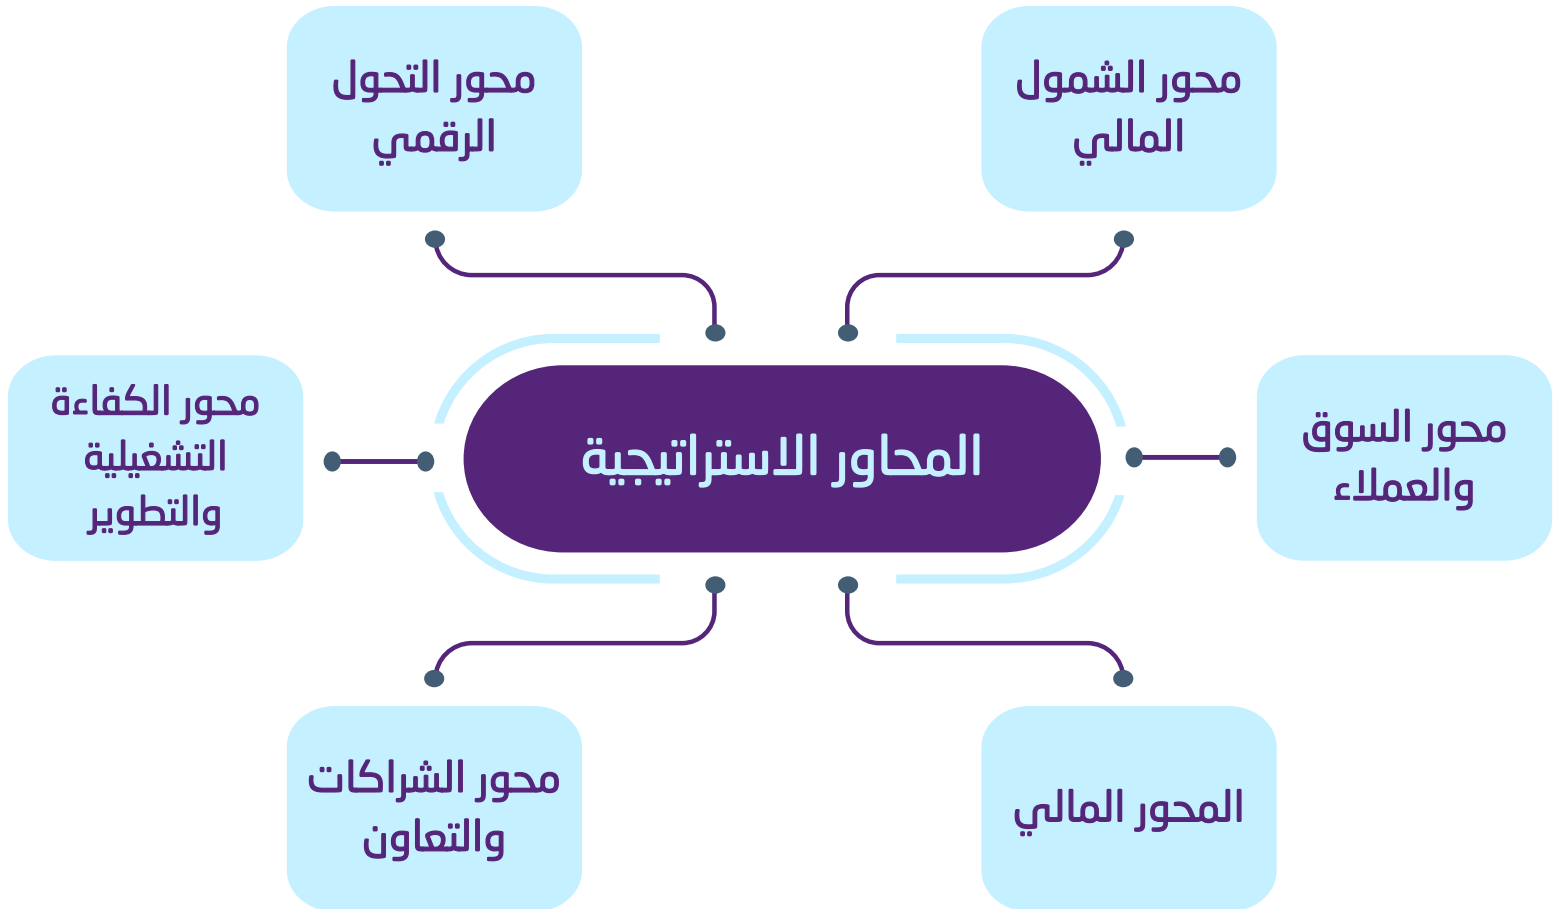 محور الشمول
المالي
محور التحول
الرقمي
محور السوق
والعملاء
المحاور الاستراتيجية
محور الكفاءة
التشغيلية
والتطوير
المحور المالي
محور الشراكات
والتعاون